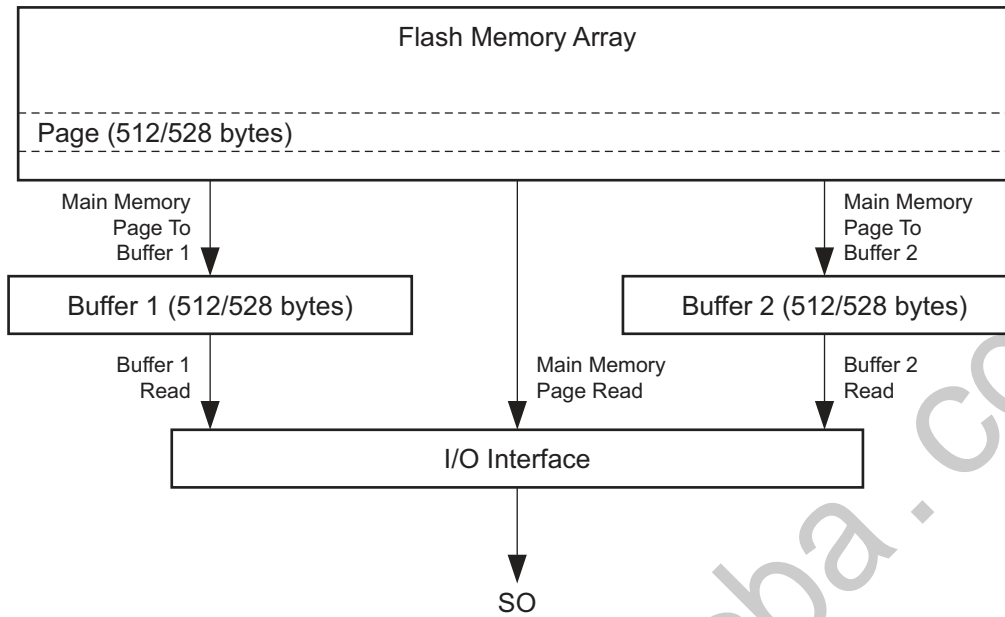 Flash Memory Array
Page (512/528 bytes)
Main Memory
Page To
Buffer 1
Main Memory
Page To
Buffer 2
Buffer 1 (512/528 bytes)
Buffer 2 (512/528 bytes)
Buffer 1
Read
Main Memory
Page Read
Buffer 2
Read
I/O Interface
SO